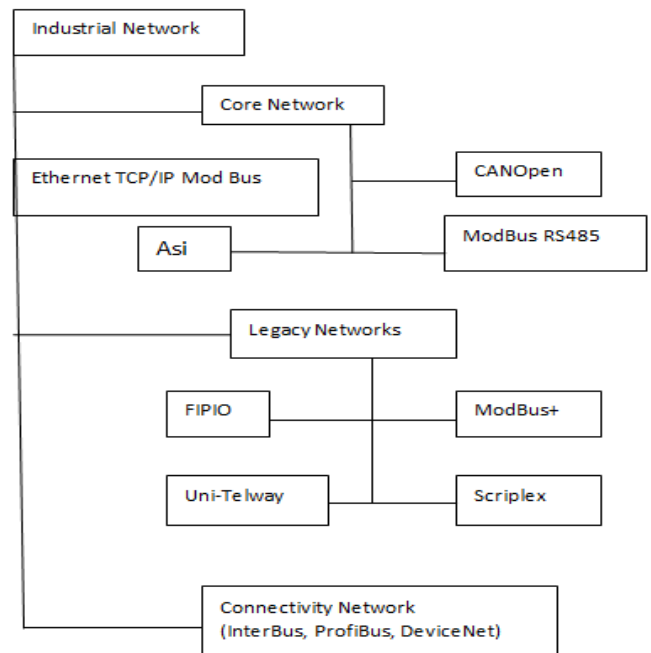 Industrial Network
Core Network
Ethernet TCP/IP Mod Bus
CANOpen
Asi
ModBus RS485
Legacy Networks
FIPIO
ModBus+
Uni-Telway
Scriplex
Connectivity Network
(InterBus, ProfiBus, DeviceNet)